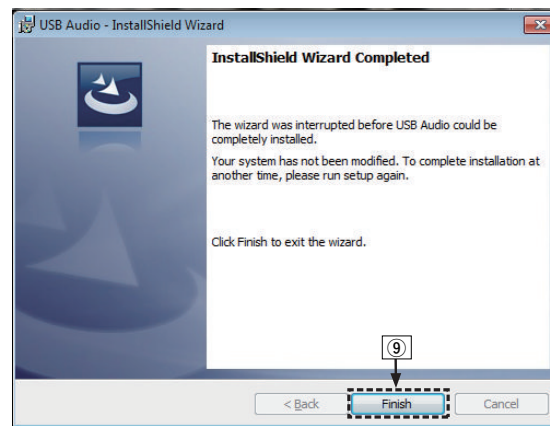 USB Audio - InstallShield Wizard
InstallShield Wizard Completed
The wizard was interrupted before USB Audio could be
completely installed.
Your system has not been modified. To complete installation at
another time, please run setup again.
Click Finish to exit the wizard.
⑨
< Back Finish Cancel